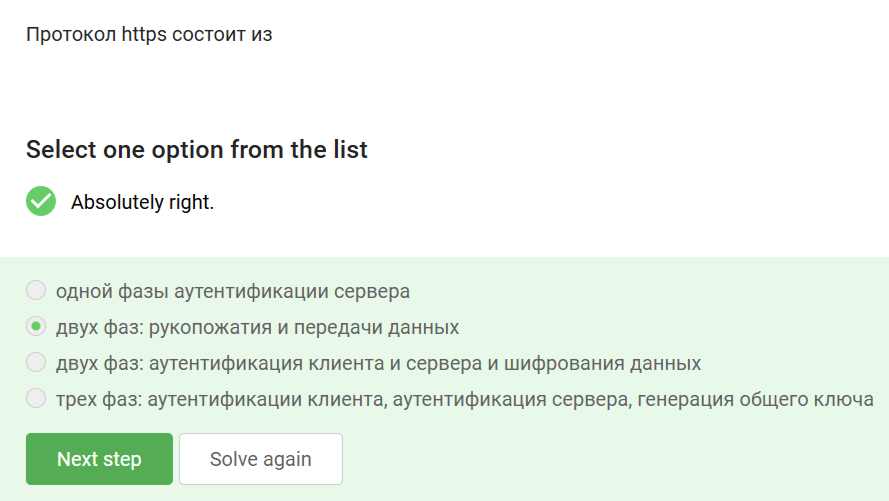 Протокол https состоит из
Select one option from the list
Absolutely right.
одной фазы аутентификации сервера
двух фаз: рукопожатия и передачи данных
двух фаз: аутентификация клиента и сервера и шифрования данных
трех фаз: аутентификации клиента, аутентификация сервера, генерация общего ключа
Next step Solve again